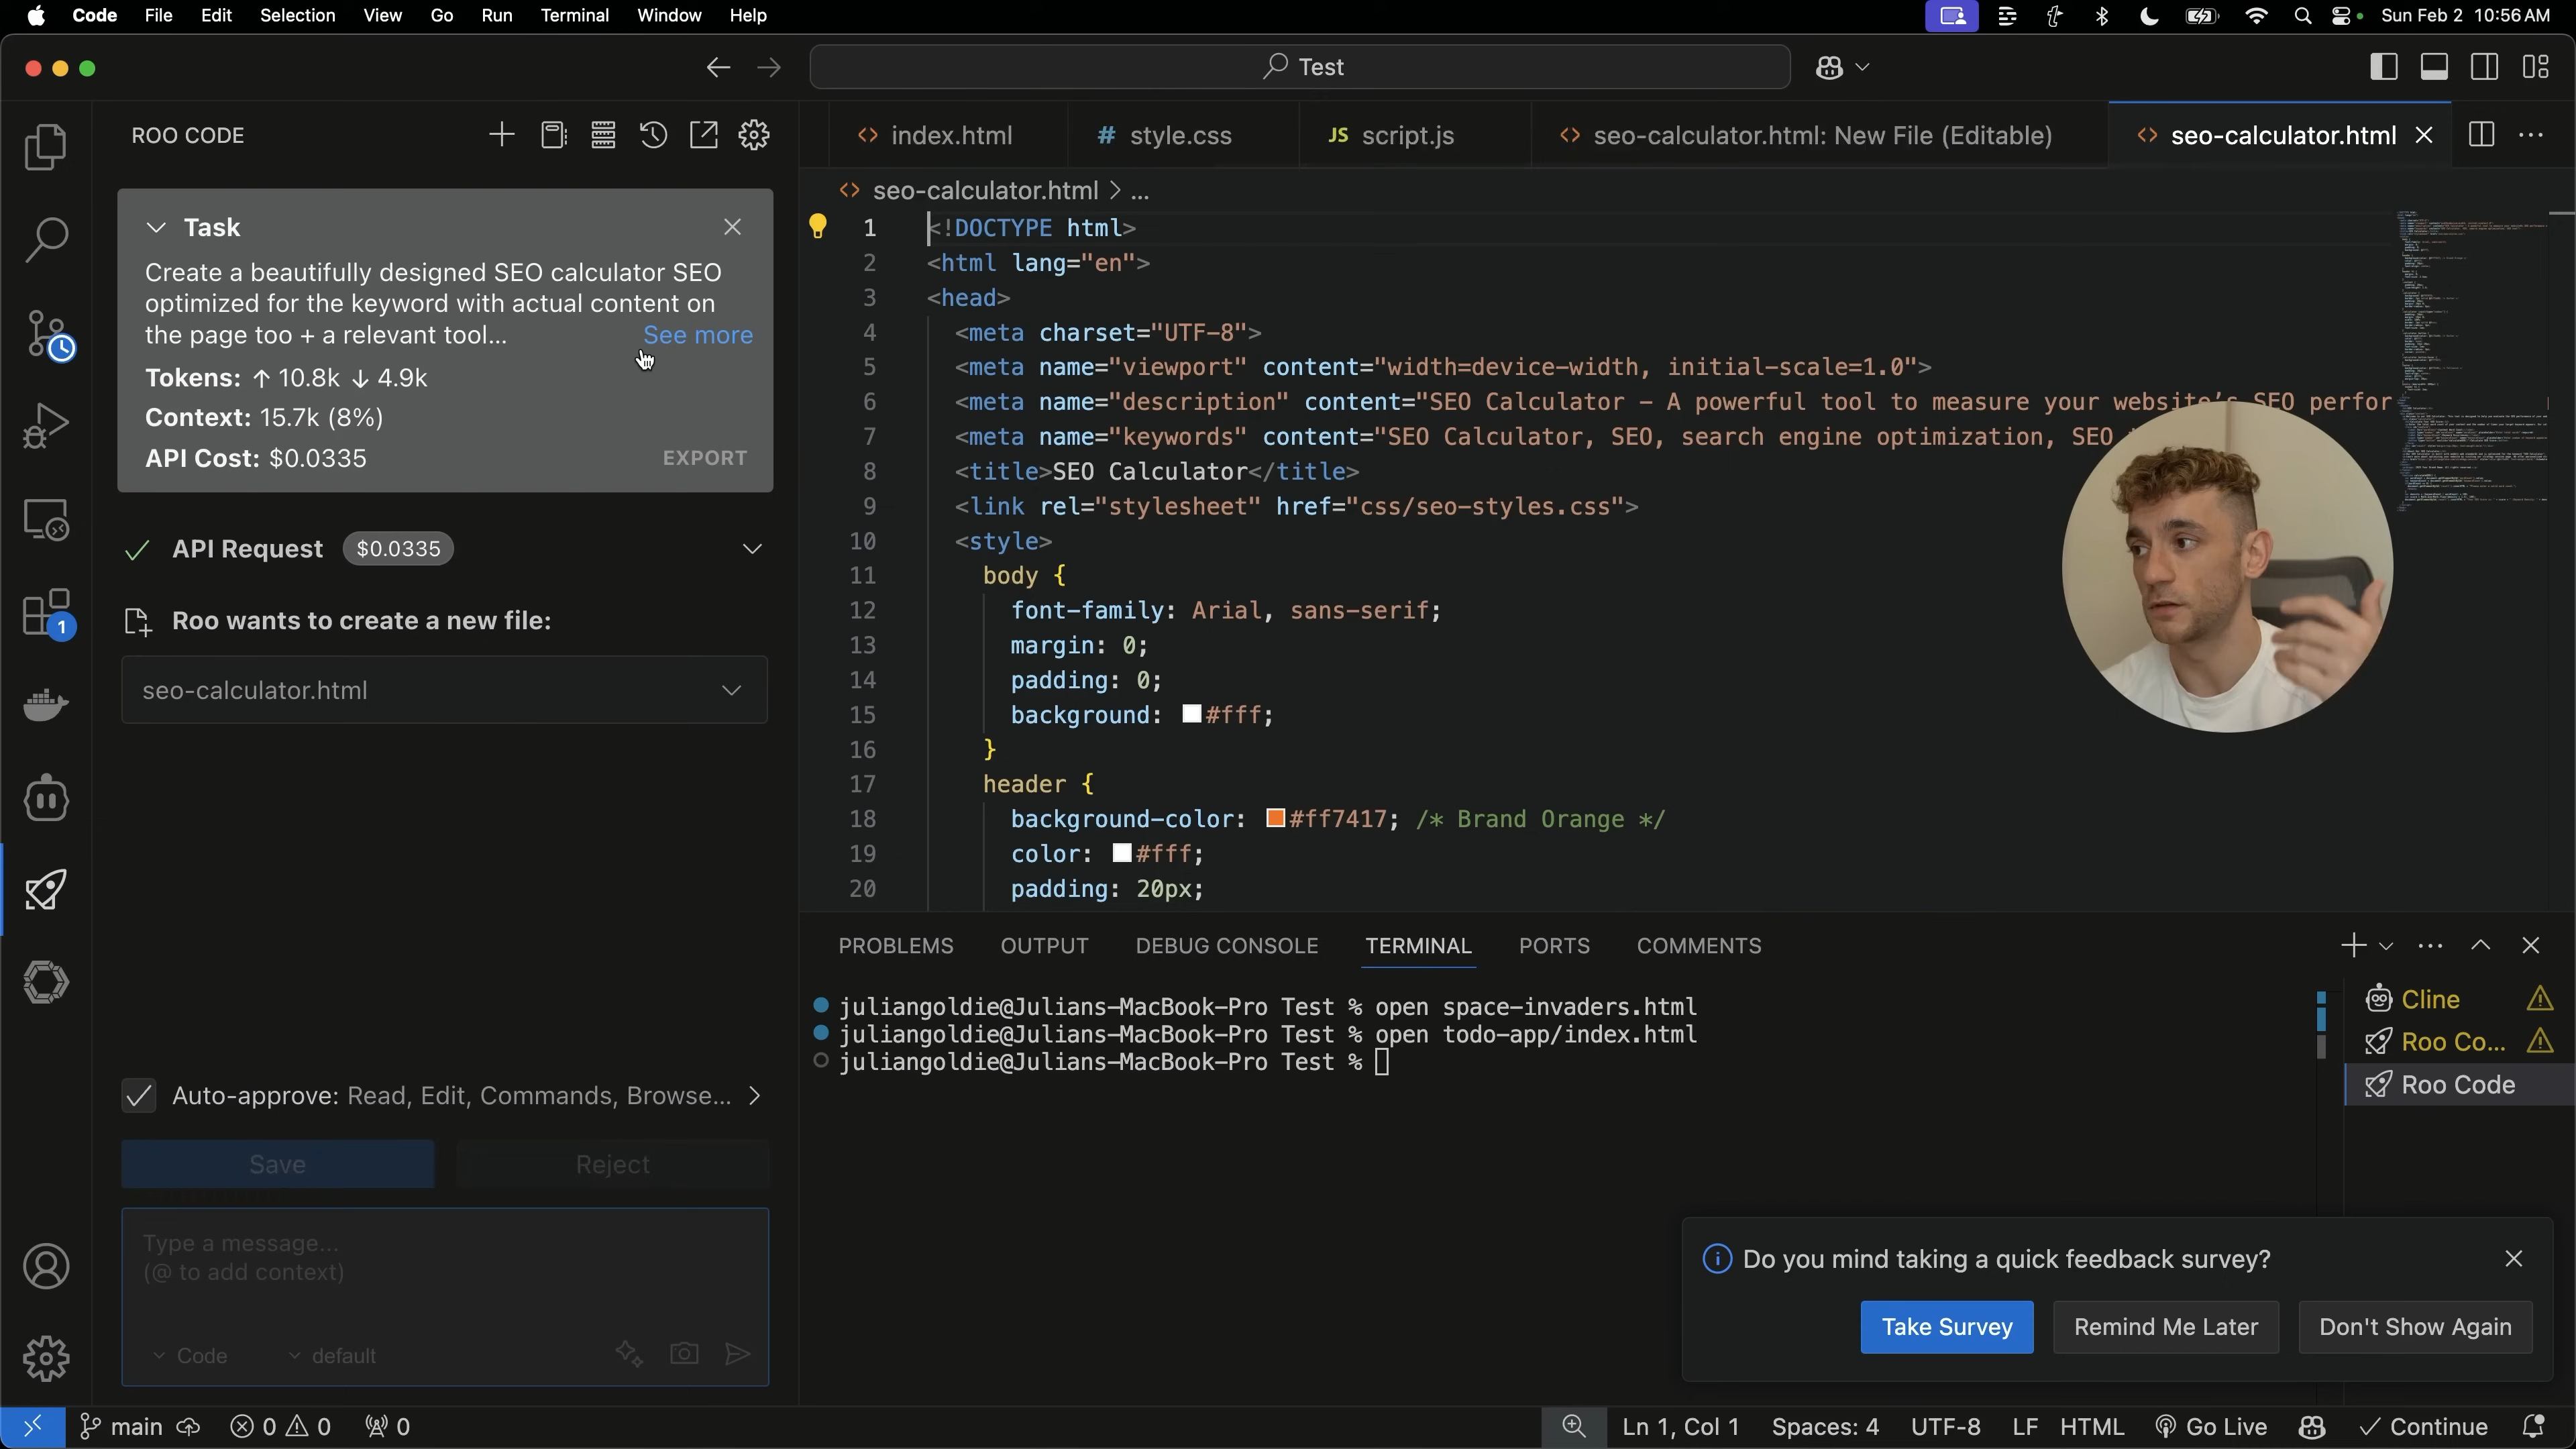 Code File Edit Selection View Go Run Terminal Window Help
Sun Feb 2 10:56 AM
Test
ROO CODE
index.html
# style.css
JS script.js
seo-calculator.html: New File (Editable)
seo-calculator.html
seo-calculator.html > ...
Task
Create a beautifully designed SEO calculator SEO
optimized for the keyword with actual content on
the page too + a relevant tool... See more
Tokens: ↑ 10.8k ↓ 4.9k
Context: 15.7k (8%)
API Cost: $0.0335 EXPORT
API Request $0.0335
Roo wants to create a new file:
seo-calculator.html
Auto-approve: Read, Edit, Commands, Browse...
Save Reject
Type a message...
(@ to add context)
Code default
1 <!DOCTYPE html>
2 <html lang="en">
3 <head>
4 <meta charset="UTF-8">
5 <meta name="viewport" content="width=device-width, initial-scale=1.0">
6 <meta name="description" content="SEO Calculator – A powerful tool to measure your website's SEO perfor
7 <meta name="keywords" content="SEO Calculator, SEO, search engine optimization, SEO
8 <title>SEO Calculator</title>
9 <link rel="stylesheet" href="css/seo-styles.css">
10 <style>
11 body {
12 font-family: Arial, sans-serif;
13 margin: 0;
14 padding: 0;
15 background: #fff;
16 }
17 header {
18 background-color: #ff7417; /* Brand Orange */
19 color: #fff;
20 padding: 20px;
PROBLEMS OUTPUT DEBUG CONSOLE TERMINAL PORTS COMMENTS
juliangoldie@Julians-MacBook-Pro Test % open space-invaders.html
juliangoldie@Julians-MacBook-Pro Test % open todo-app/index.html
juliangoldie@Julians-MacBook-Pro Test %
Cline
Roo Co...
Roo Code
1
Do you mind taking a quick feedback survey?
Take Survey Remind Me Later Don't Show Again
main 0 0 0
Ln 1, Col 1 Spaces: 4 UTF-8 LF HTML Go Live Continue